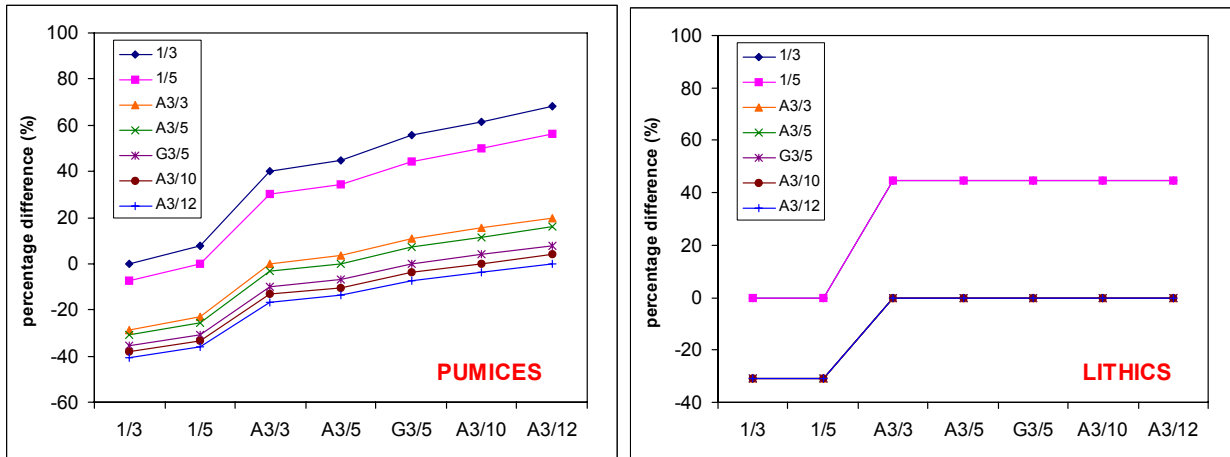 percentage difference (%)
100
80
60
40
20
0
-20
-40
-60
1/3
1/5
A3/3
A3/5
G3/5
A3/10
A3/12
PUMICES
1/3 1/5 A3/3 A3/5 G3/5 A3/10 A3/12
percentage difference (%)
100
80
60
40
20
0
-20
-40
1/3
1/5
A3/3
A3/5
G3/5
A3/10
A3/12
LITHICS
1/3 1/5 A3/3 A3/5 G3/5 A3/10 A3/12